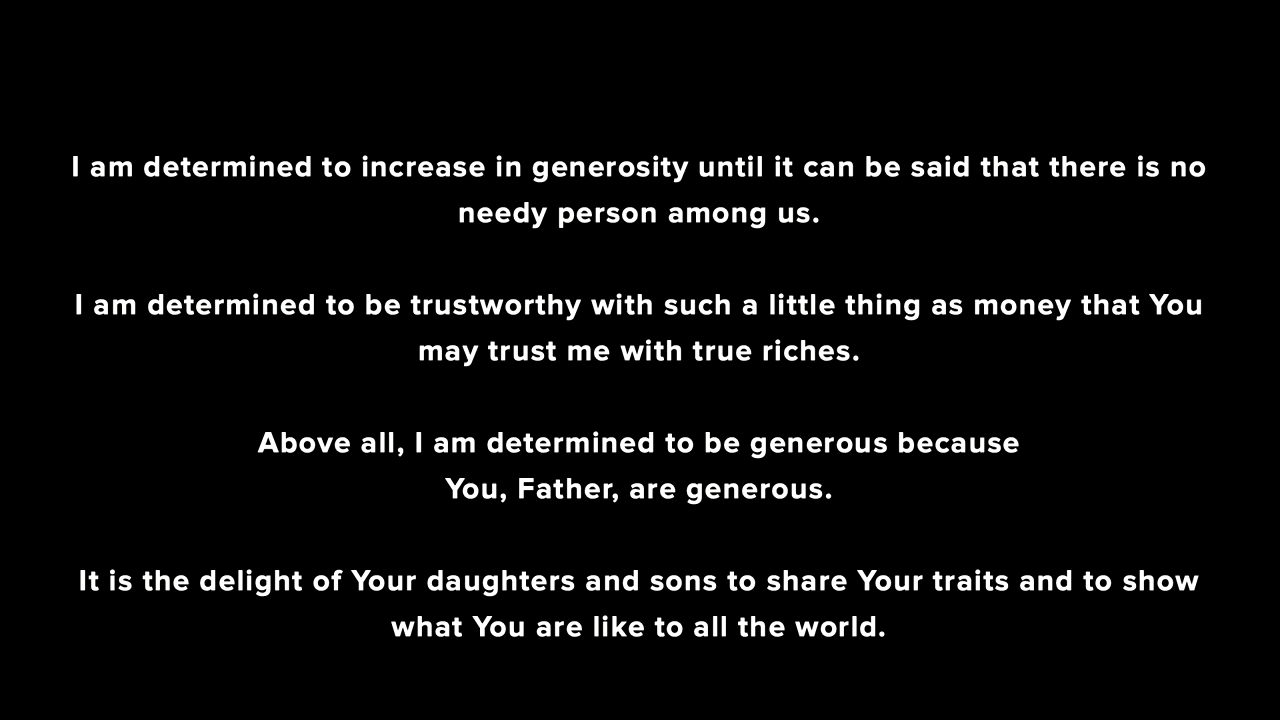 I am determined to increase in generosity until it can be said that there is no
needy person among us.
I am determined to be trustworthy with such a little thing as money that You
may trust me with true riches.
Above all, I am determined to be generous because
You, Father, are generous.
It is the delight of Your daughters and sons to share Your traits and to show
what You are like to all the world.